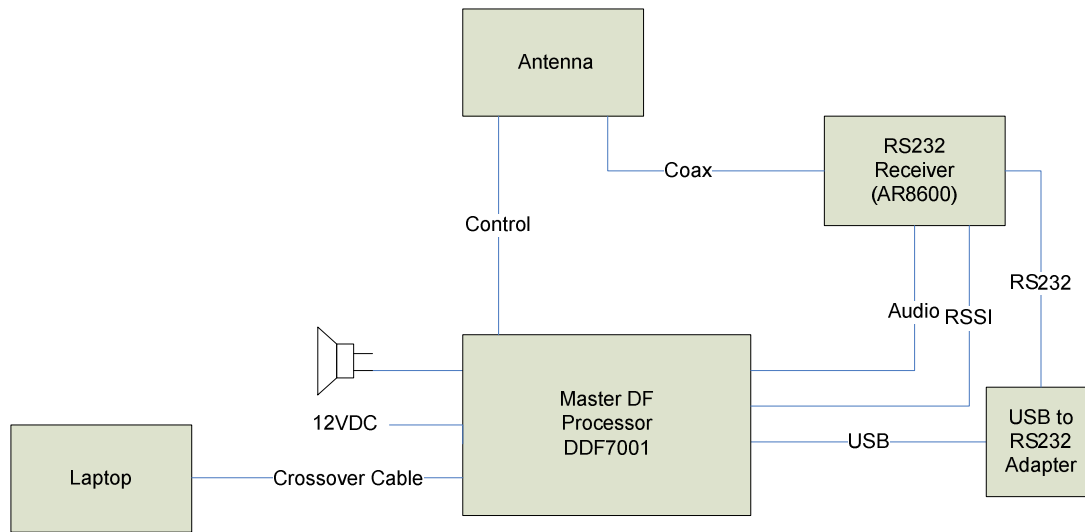 Antenna
RS232
Receiver
(AR8600)
Coax
Control
RS232
Audio
RSSI
Master DF
Processor
DDF7001
12VDC
USB to
RS232
Adapter
USB
Laptop
Crossover Cable